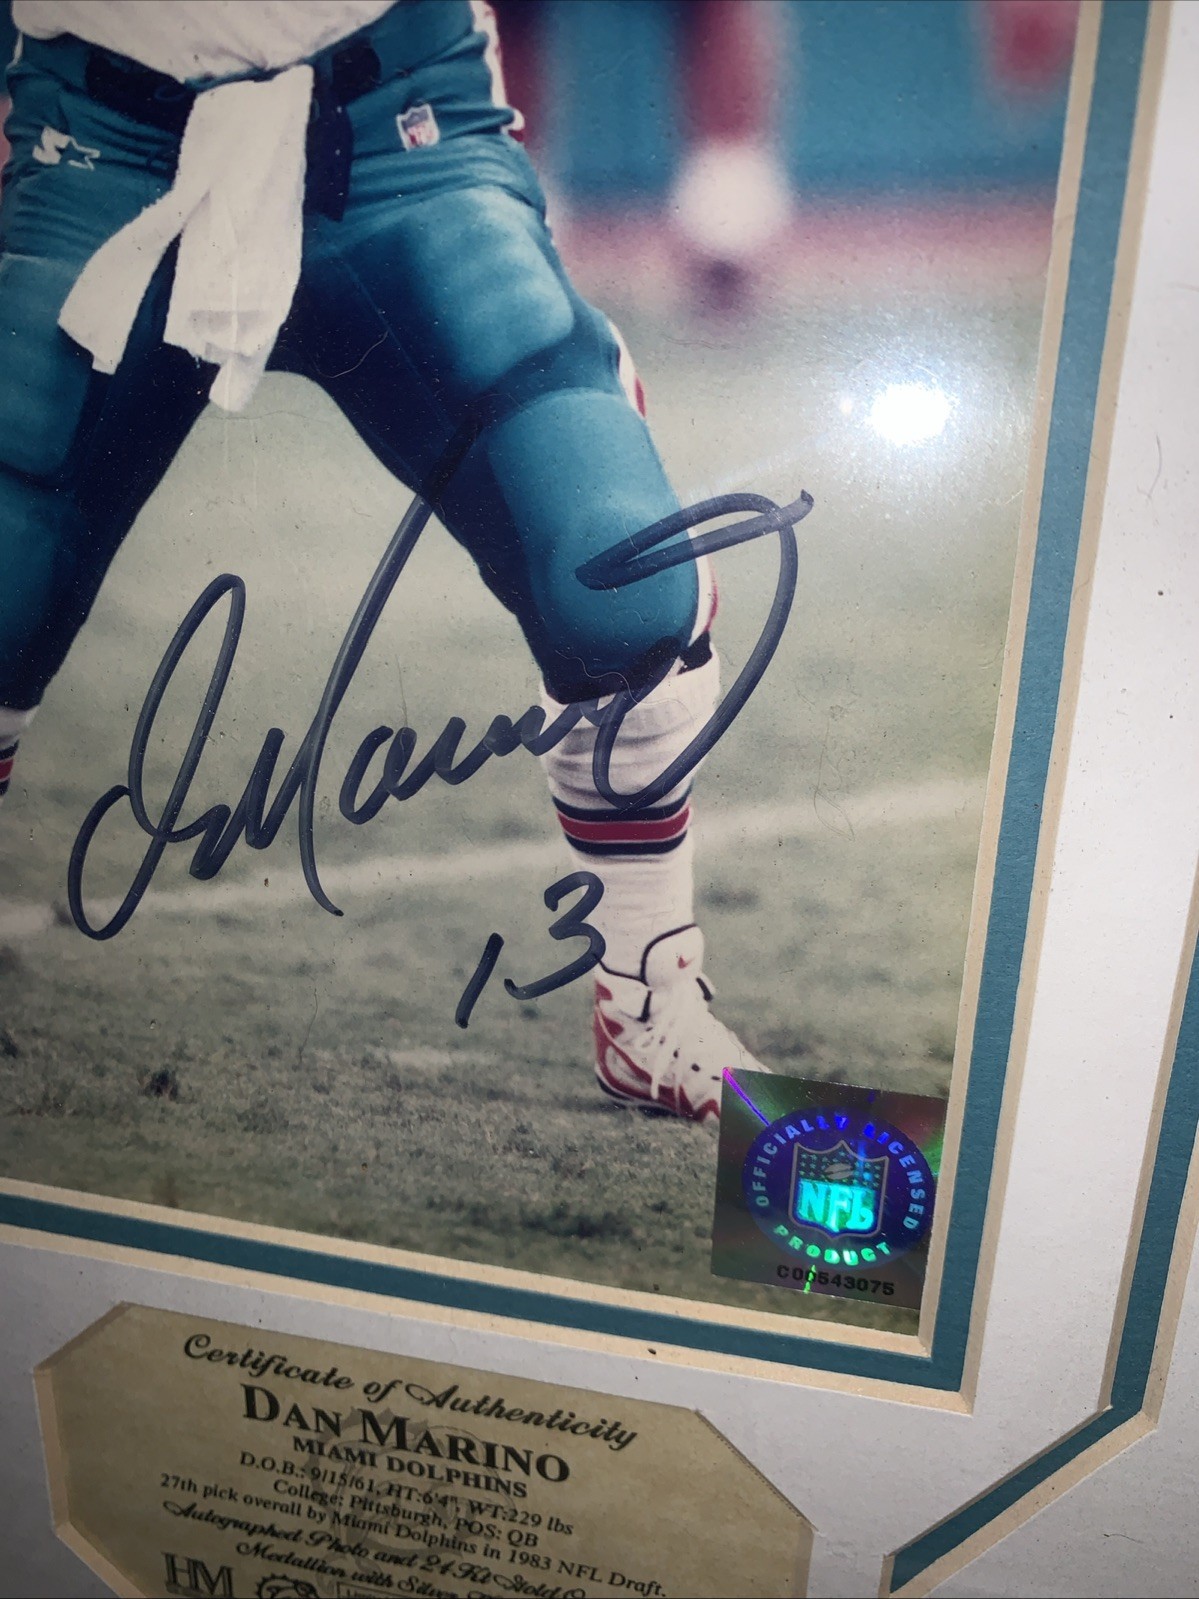 D Marino
13
OFFICIALLY LICENSED
NFL
PRODUCT
C00543075
Certificate of Authenticity
DAN MARINO
MIAMI DOLPHINS
D.O.B.: 9/15/61, HT:6'4", WT:229 lbs
College: Pittsburgh, POS: QB
27th pick overall by Miami Dolphins in 1983 NFL Draft.
Autographed Photo and 24Kt Gold
Medallion with Silver
HM